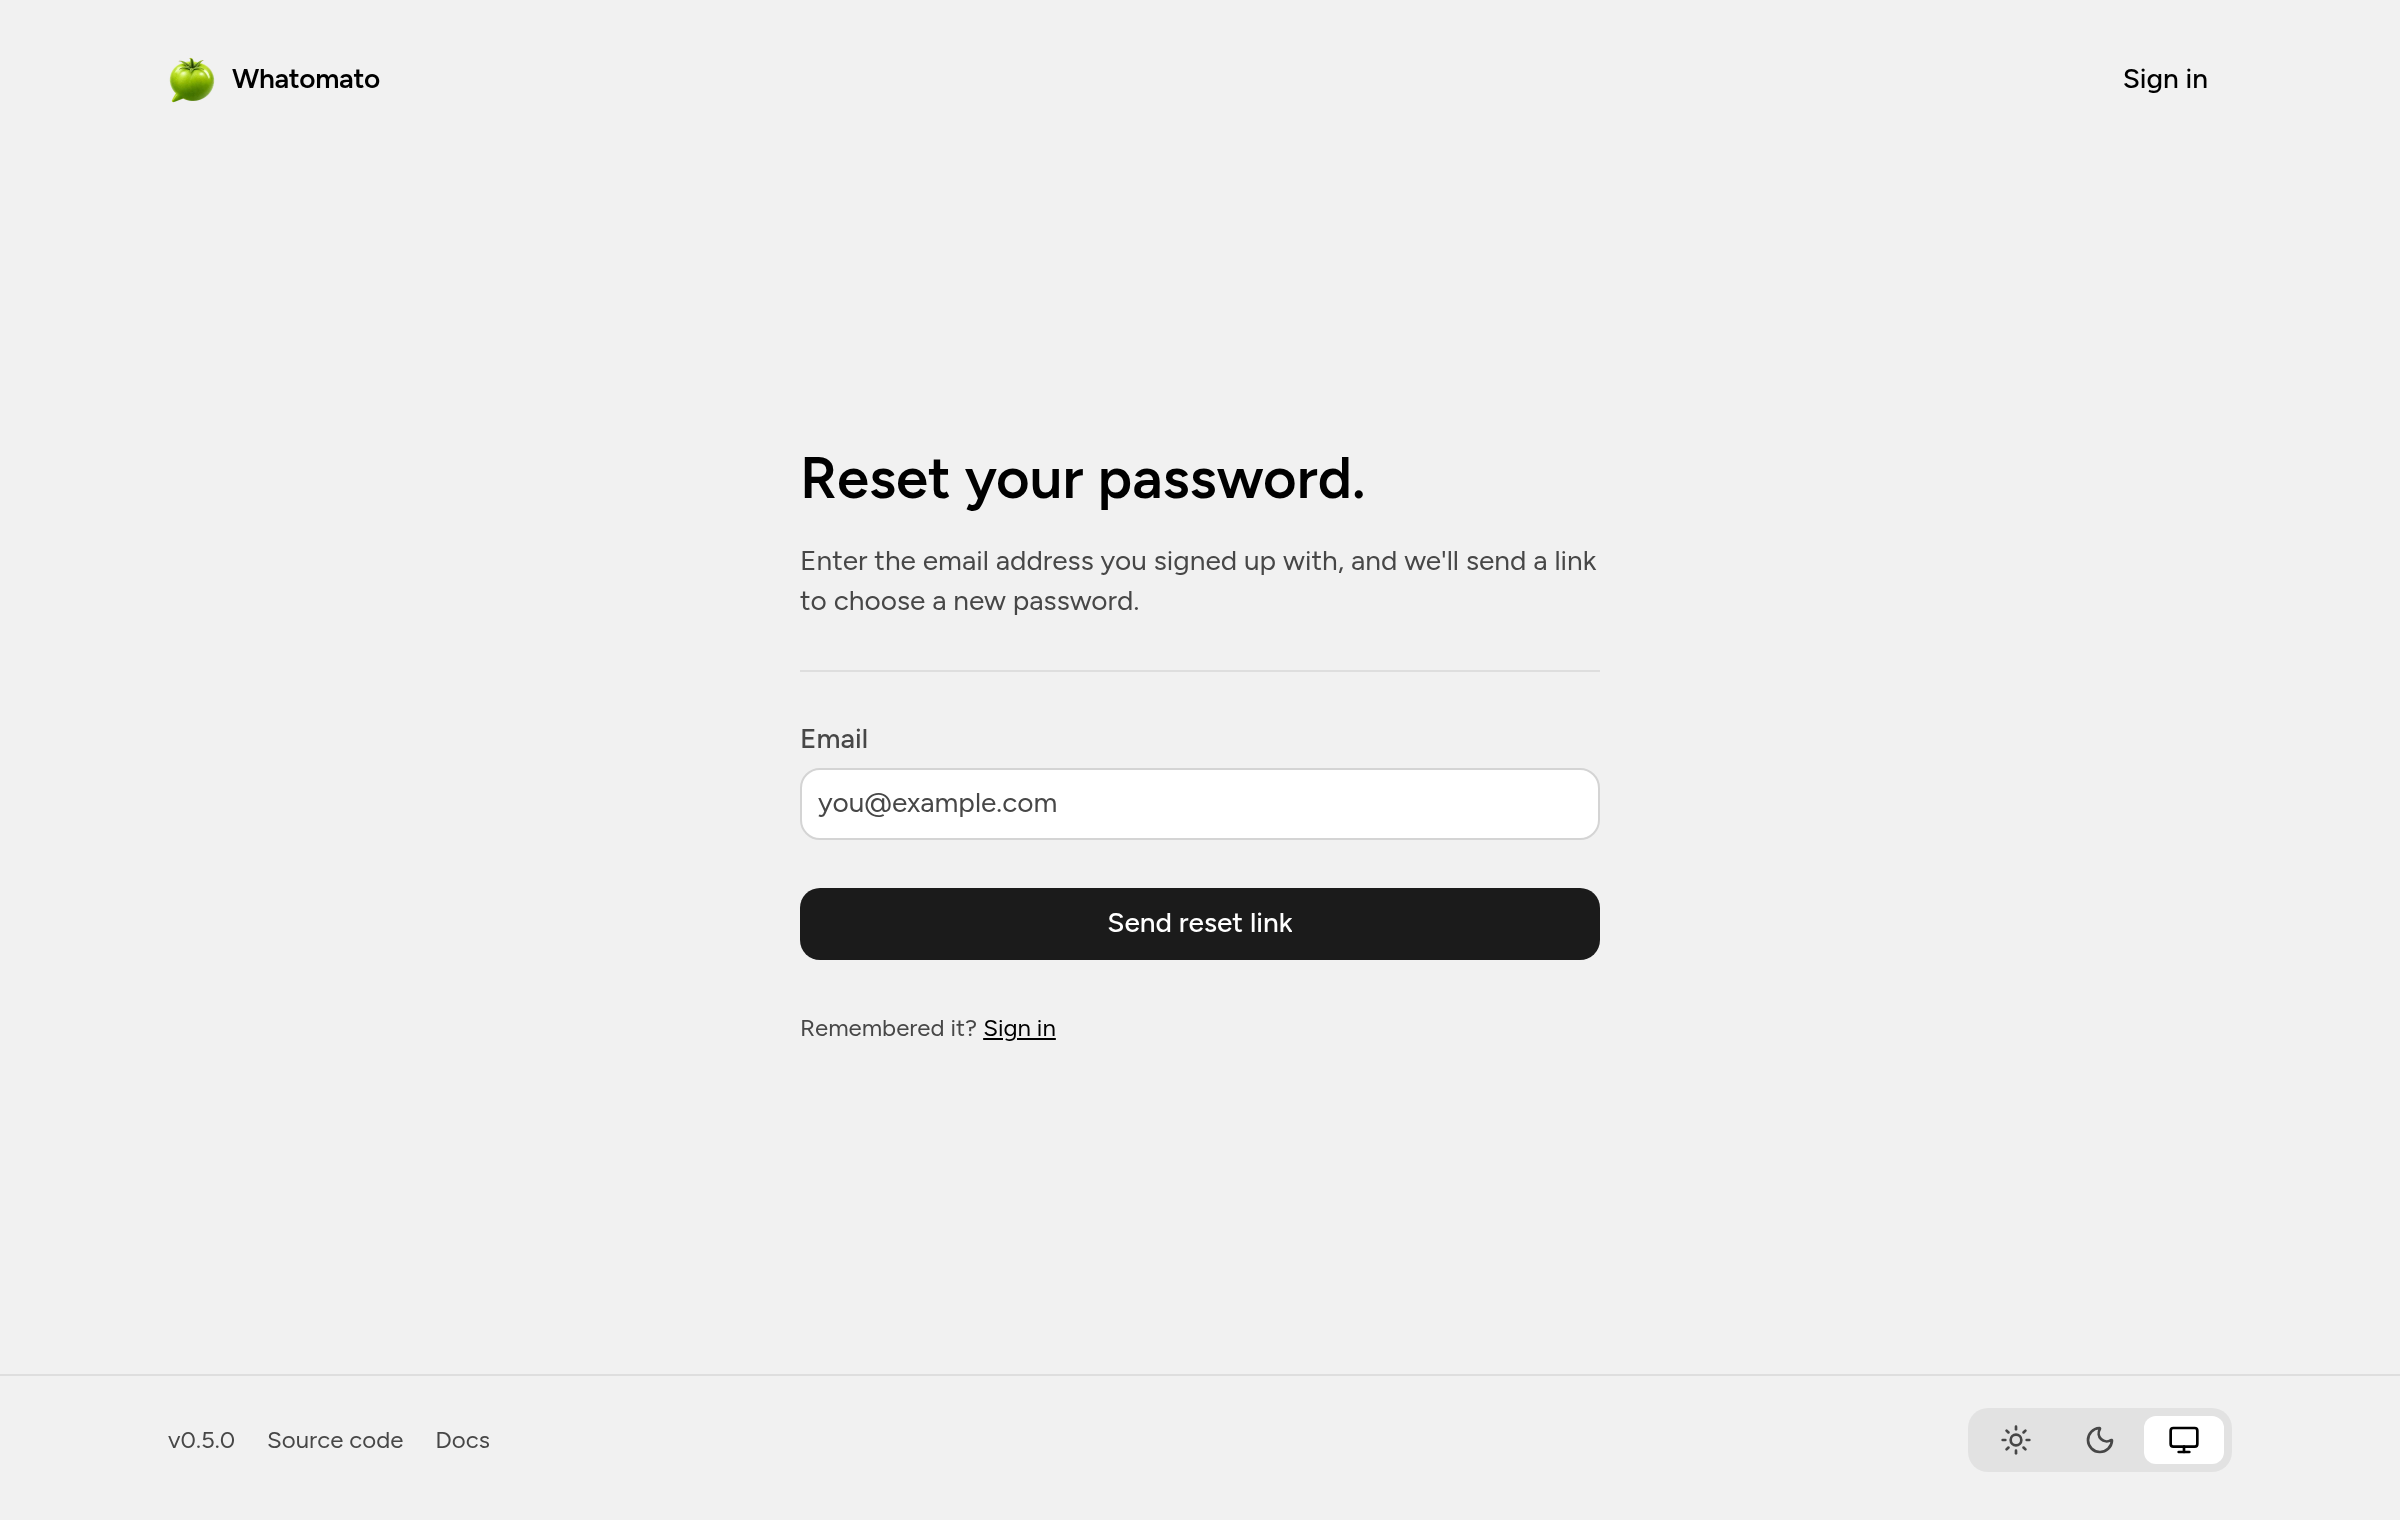 Whatomato
Sign in
Reset your password.
Enter the email address you signed up with, and we'll send a link
to choose a new password.
Email
you@example.com
Send reset link
Remembered it? Sign in
v0.5.0
Source code
Docs